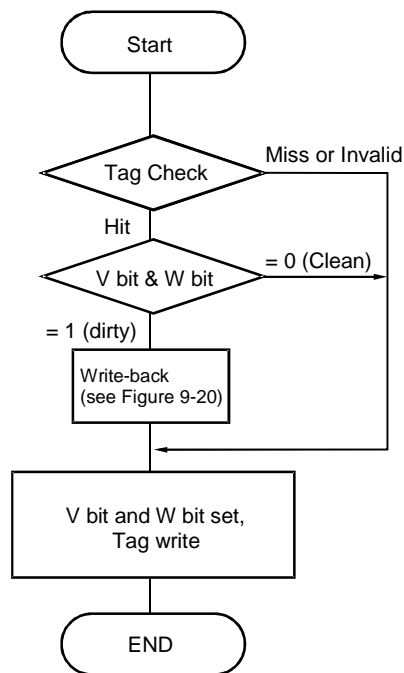 Start
Tag Check
Miss or Invalid
Hit
V bit & W bit
= 0 (Clean)
= 1 (dirty)
Write-back
(see Figure 9-20)
V bit and W bit set,
Tag write
END